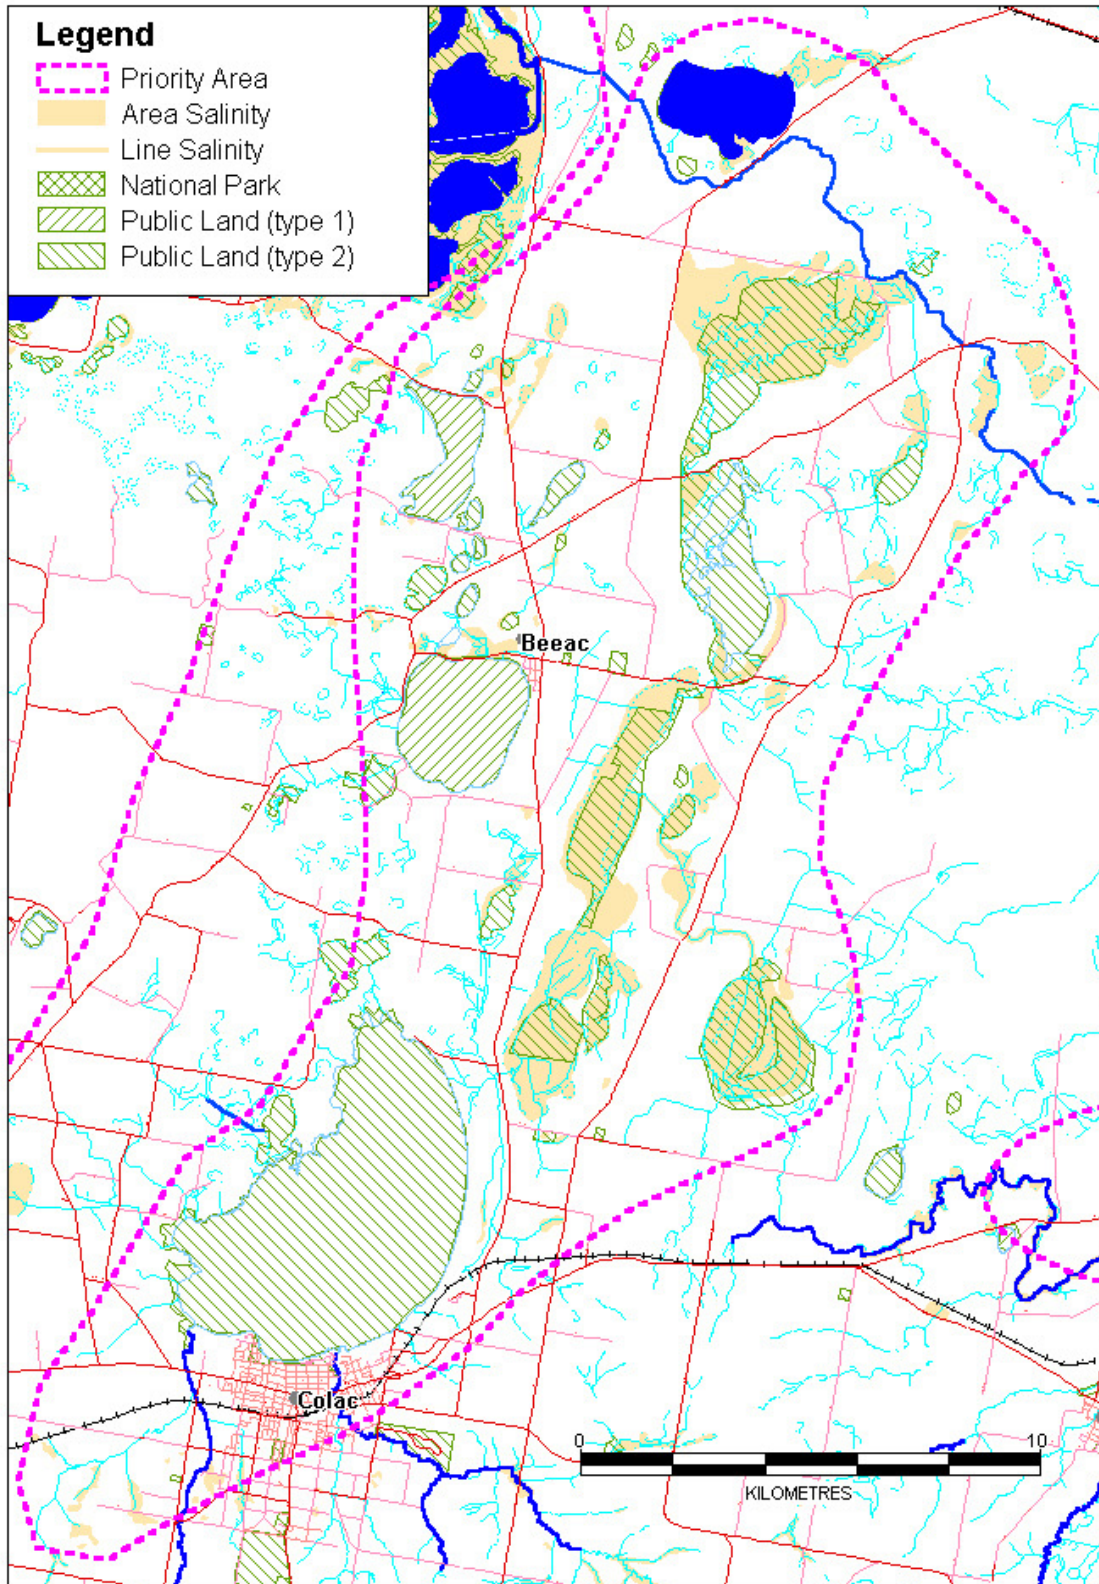 Legend
Priority Area
Area Salinity
Line Salinity
National Park
Public Land (type 1)
Public Land (type 2)
Beeac
Colac
0 10
KILOMETRES